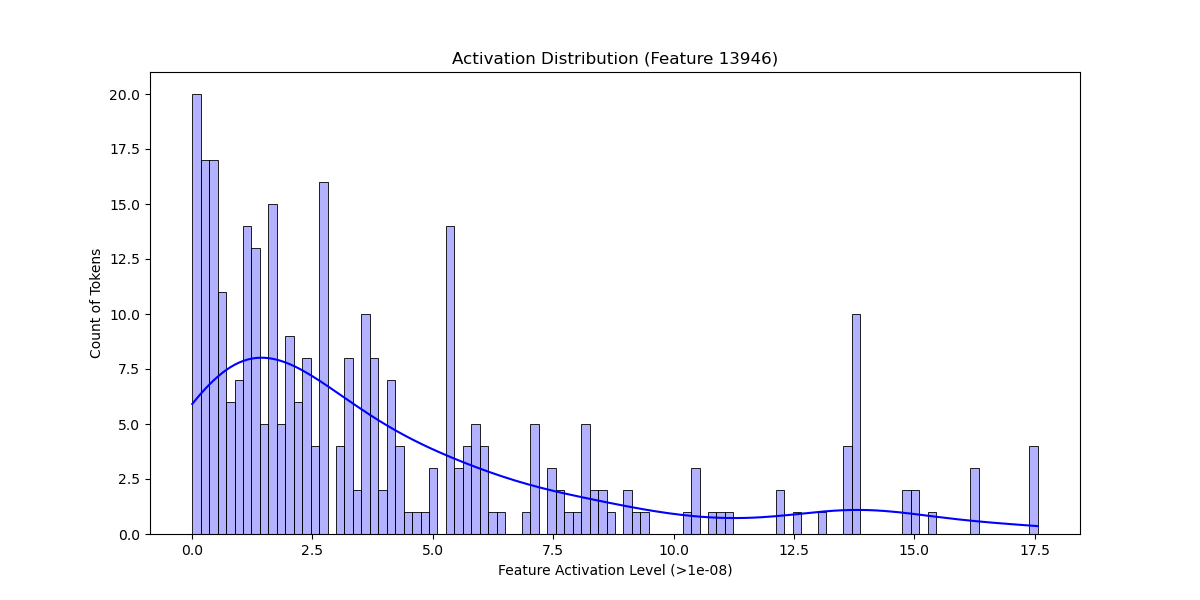 Activation Distribution (Feature 13946)
Count of Tokens
20.0
17.5
15.0
12.5
10.0
7.5
5.0
2.5
0.0
0.0 2.5 5.0 7.5 10.0 12.5 15.0 17.5
Feature Activation Level (>1e-08)